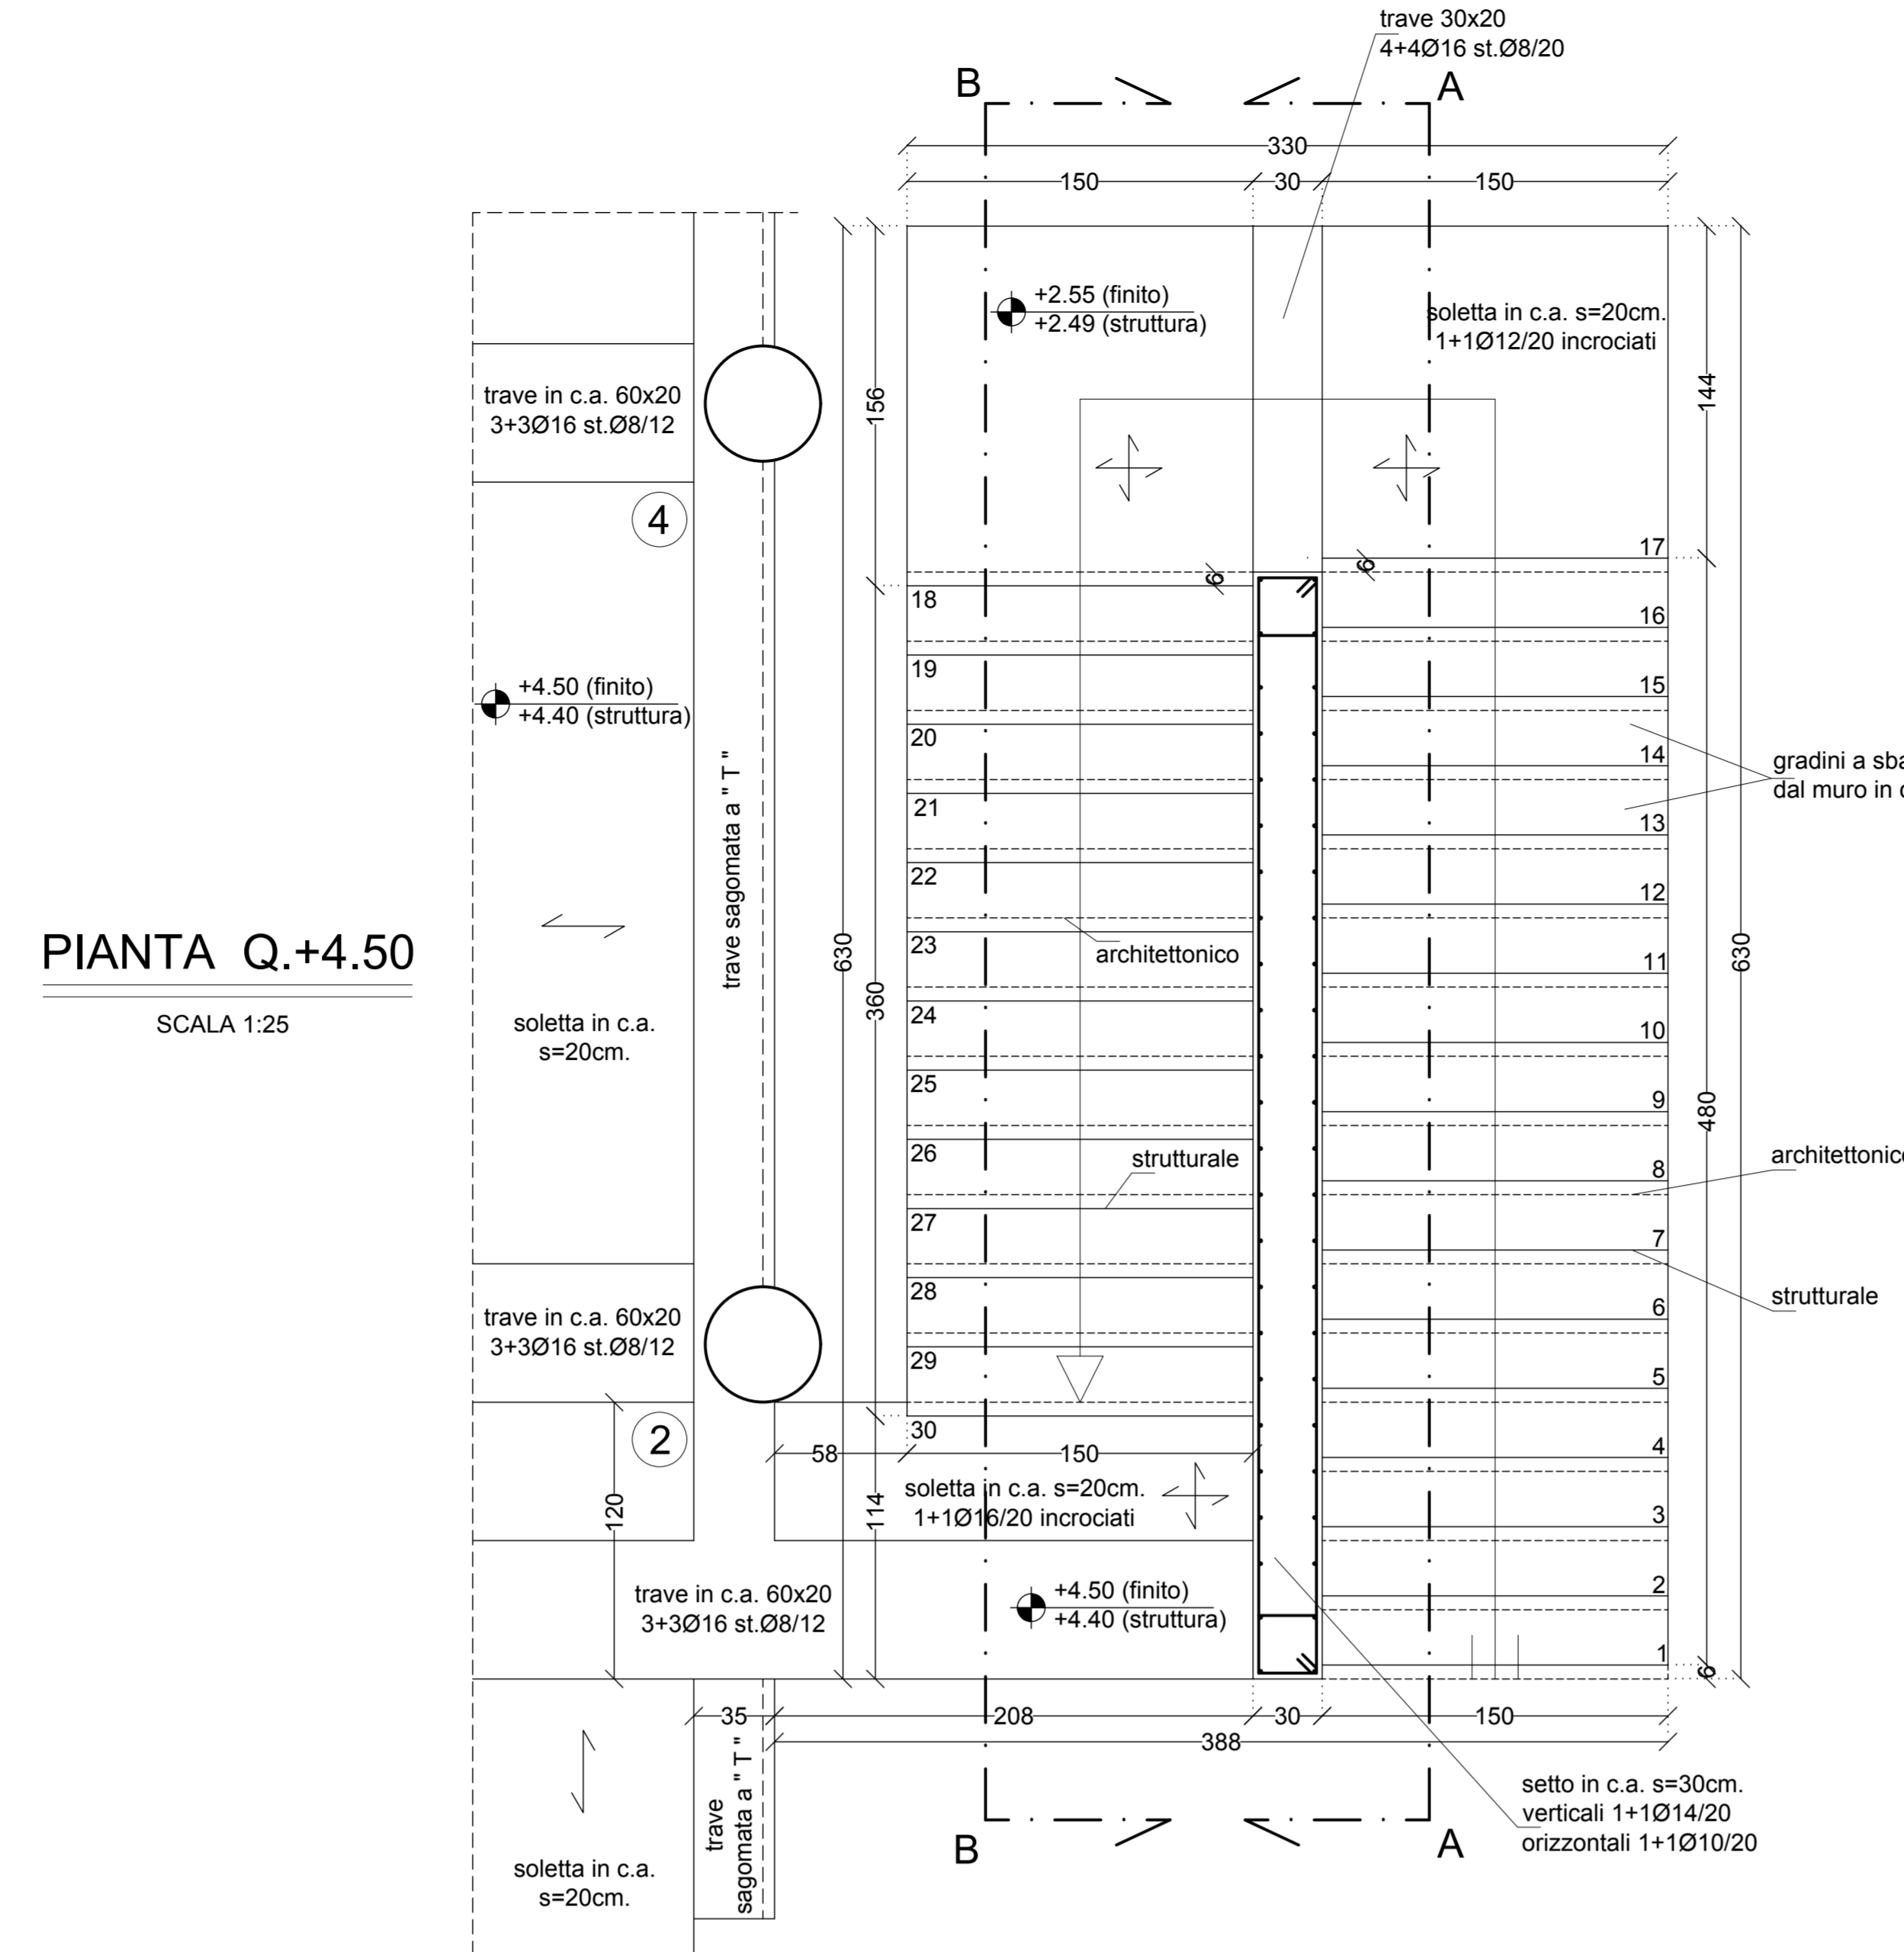 trave 30x20
4+4Ø16 st.Ø8/20
B
A
330
150
30
150
+2.55 (finito)
+2.49 (struttura)
soletta in c.a. s=20cm.
1+1Ø12/20 incrociati
trave in c.a. 60x20
3+3Ø16 st.Ø8/12
156
144
4
17
6
6
18
16
19
15
+4.50 (finito)
+4.40 (struttura)
20
14
gradini a sba
dal muro in c
trave sagomata a " T "
21
13
22
12
PIANTA Q.+4.50
SCALA 1:25
630
360
630
23
architettonico
11
soletta in c.a.
s=20cm.
24
10
25
9
480
26
strutturale
8
architettonico
27
7
28
6
strutturale
trave in c.a. 60x20
3+3Ø16 st.Ø8/12
29
5
2
30
4
58
150
120
114
soletta in c.a. s=20cm.
1+1Ø16/20 incrociati
3
trave in c.a. 60x20
3+3Ø16 st.Ø8/12
+4.50 (finito)
+4.40 (struttura)
2
1
6
35
208
30
150
388
trave
sagomata a " T "
setto in c.a. s=30cm.
verticali 1+1Ø14/20
orizzontali 1+1Ø10/20
B
A
soletta in c.a.
s=20cm.